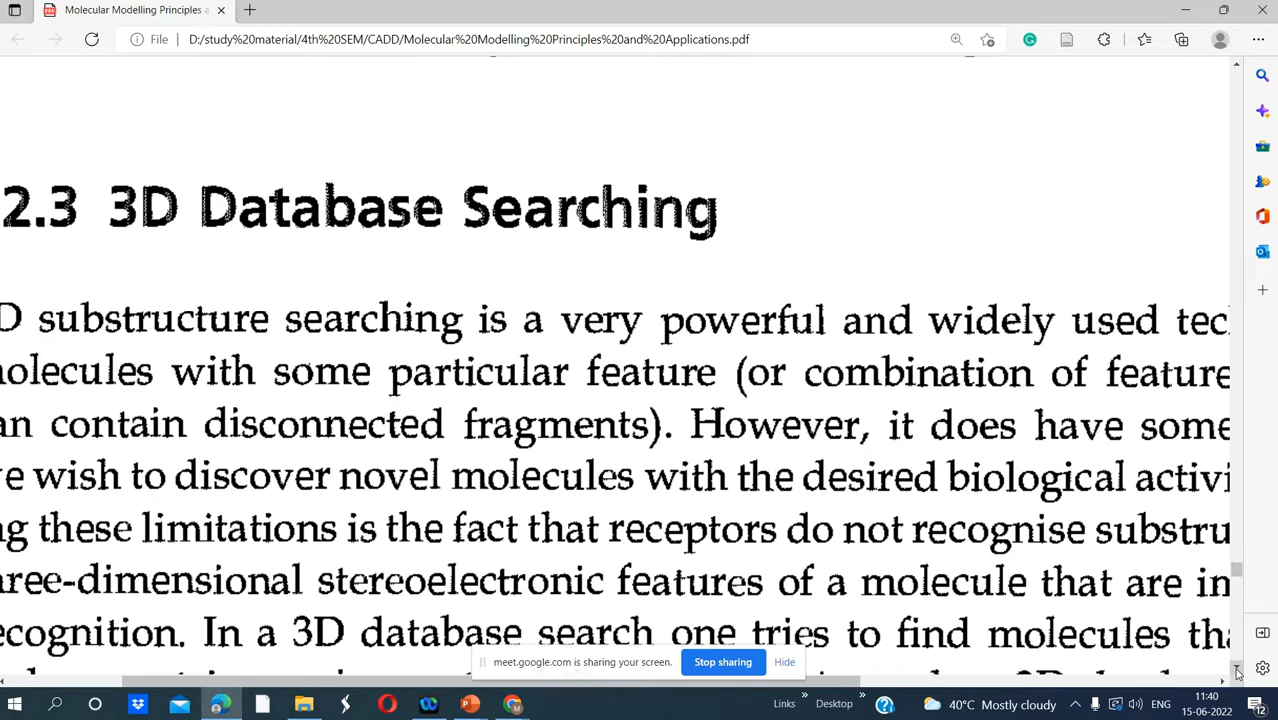 Molecular Modelling Principles a
File
D:/study%20material/4th%20SEM/CADD/Molecular%20Modelling%20Principles%20and%20Applications.pdf
2.3 3D Database Searching
D substructure searching is a very powerful and widely used tec
olecules with some particular feature (or combination of feature
an contain disconnected fragments). However, it does have some
e wish to discover novel molecules with the desired biological activi
g these limitations is the fact that receptors do not recognise substru
ree-dimensional stereoelectronic features of a molecule that are im
ecognition. In a 3D database search one tries to find molecules tha
meet.google.com is sharing your screen.
Stop sharing
Hide
Links
Desktop
40°C Mostly cloudy
ENG
11:40
15-06-2022
12